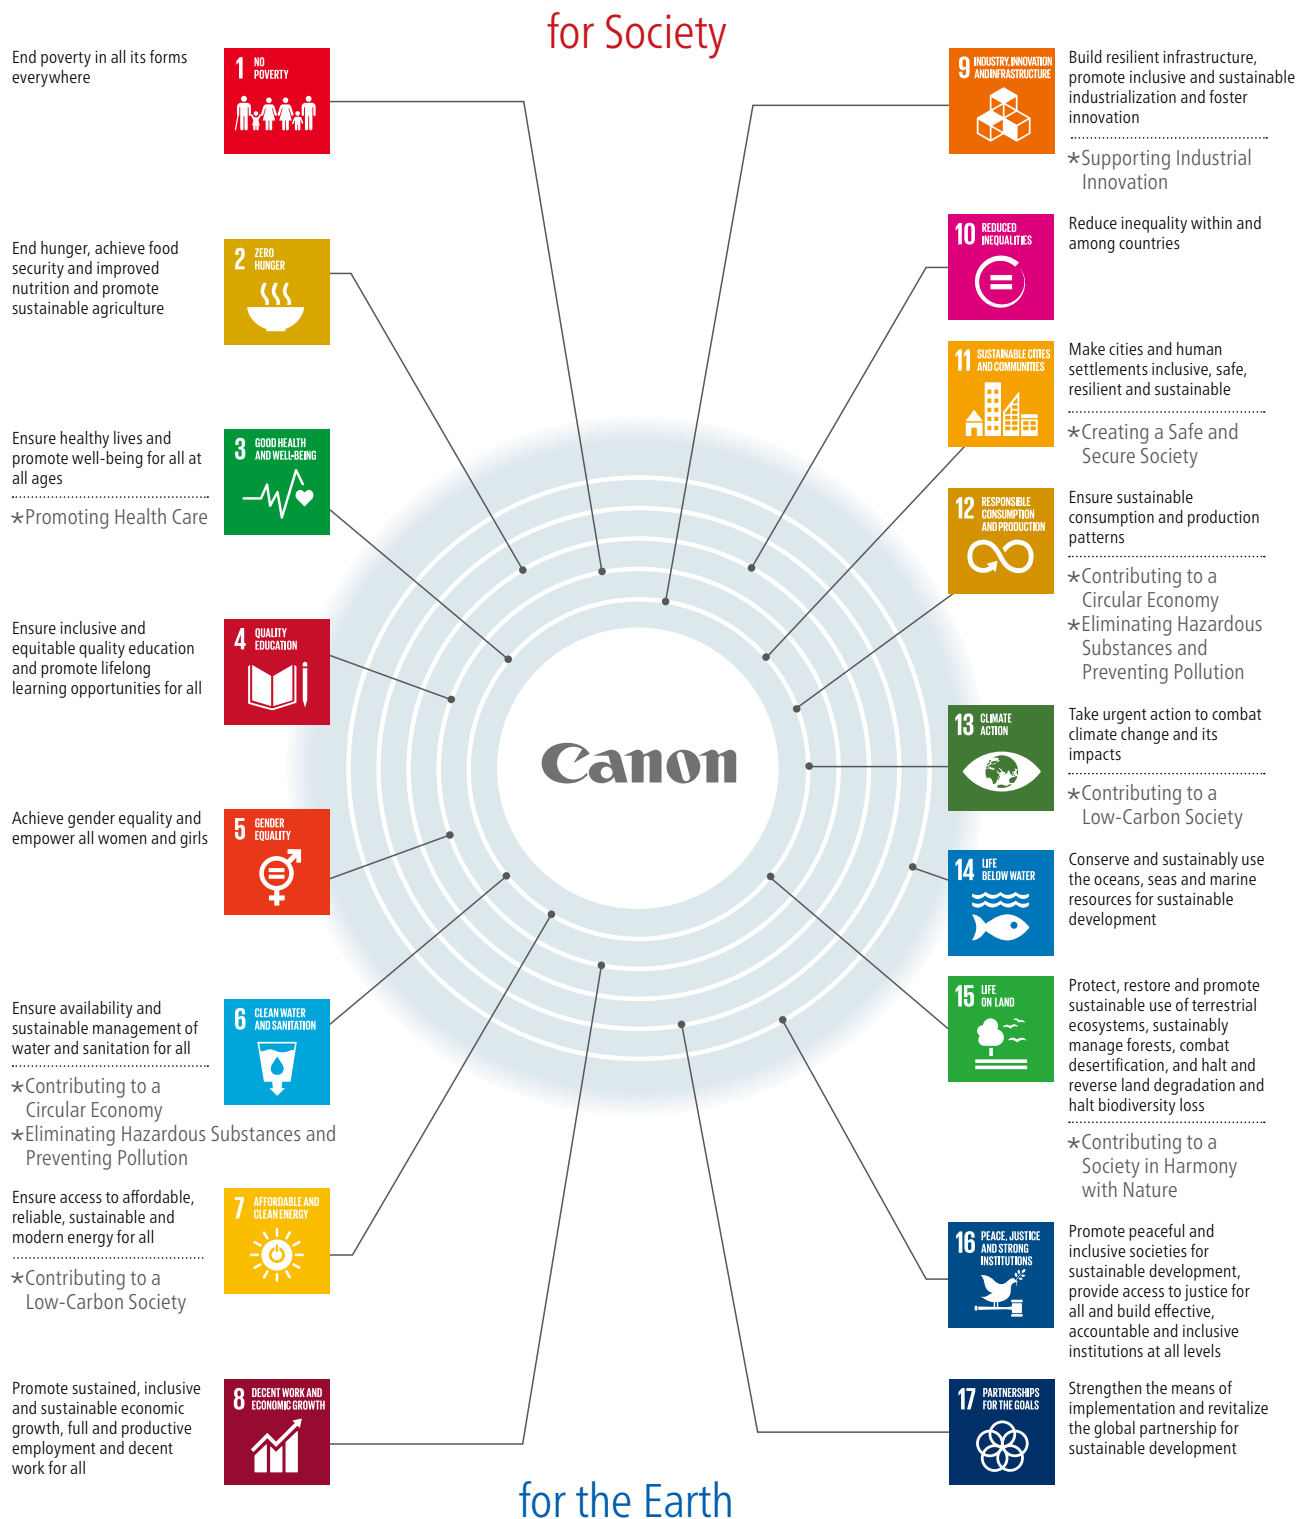 for Society
End poverty in all its forms
everywhere
1 NO
POVERTY
End hunger, achieve food
security and improved
nutrition and promote
sustainable agriculture
2 ZERO
HUNGER
Ensure healthy lives and
promote well-being for all at
all ages
*Promoting Health Care
3 GOOD HEALTH
AND WELL-BEING
Ensure inclusive and
equitable quality education
and promote lifelong
learning opportunities for all
4 QUALITY
EDUCATION
Achieve gender equality and
empower all women and girls
5 GENDER
EQUALITY
Ensure availability and
sustainable management of
water and sanitation for all
*Contributing to a
Circular Economy
*Eliminating Hazardous Substances and
Preventing Pollution
6 CLEAN WATER
AND SANITATION
Ensure access to affordable,
reliable, sustainable and
modern energy for all
*Contributing to a
Low-Carbon Society
7 AFFORDABLE AND
CLEAN ENERGY
Promote sustained, inclusive
and sustainable economic
growth, full and productive
employment and decent
work for all
8 DECENT WORK AND
ECONOMIC GROWTH
Canon
9 INDUSTRY, INNOVATION
AND INFRASTRUCTURE
Build resilient infrastructure,
promote inclusive and sustainable
industrialization and foster
innovation
*Supporting Industrial
Innovation
10 REDUCED
INEQUALITIES
Reduce inequality within and
among countries
11 SUSTAINABLE CITIES
AND COMMUNITIES
Make cities and human
settlements inclusive, safe,
resilient and sustainable
*Creating a Safe and
Secure Society
12 RESPONSIBLE
CONSUMPTION
AND PRODUCTION
Ensure sustainable
consumption and production
patterns
*Contributing to a
Circular Economy
*Eliminating Hazardous
Substances and
Preventing Pollution
13 CLIMATE
ACTION
Take urgent action to combat
climate change and its
impacts
*Contributing to a
Low-Carbon Society
14 LIFE
BELOW WATER
Conserve and sustainably use
the oceans, seas and marine
resources for sustainable
development
15 LIFE
ON LAND
Protect, restore and promote
sustainable use of terrestrial
ecosystems, sustainably
manage forests, combat
desertification, and halt and
reverse land degradation and
halt biodiversity loss
*Contributing to a
Society in Harmony
with Nature
16 PEACE, JUSTICE
AND STRONG
INSTITUTIONS
Promote peaceful and
inclusive societies for
sustainable development,
provide access to justice for
all and build effective,
accountable and inclusive
institutions at all levels
17 PARTNERSHIPS
FOR THE GOALS
Strengthen the means of
implementation and revitalize
the global partnership for
sustainable development
for the Earth